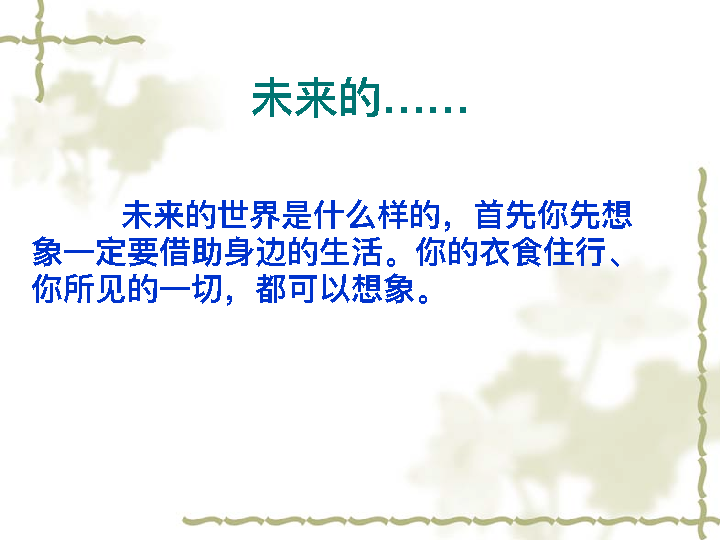 未来的……
未来的世界是什么样的，首先你先想
象一定要借助身边的生活。你的衣食住行、
你所见的一切，都可以想象。